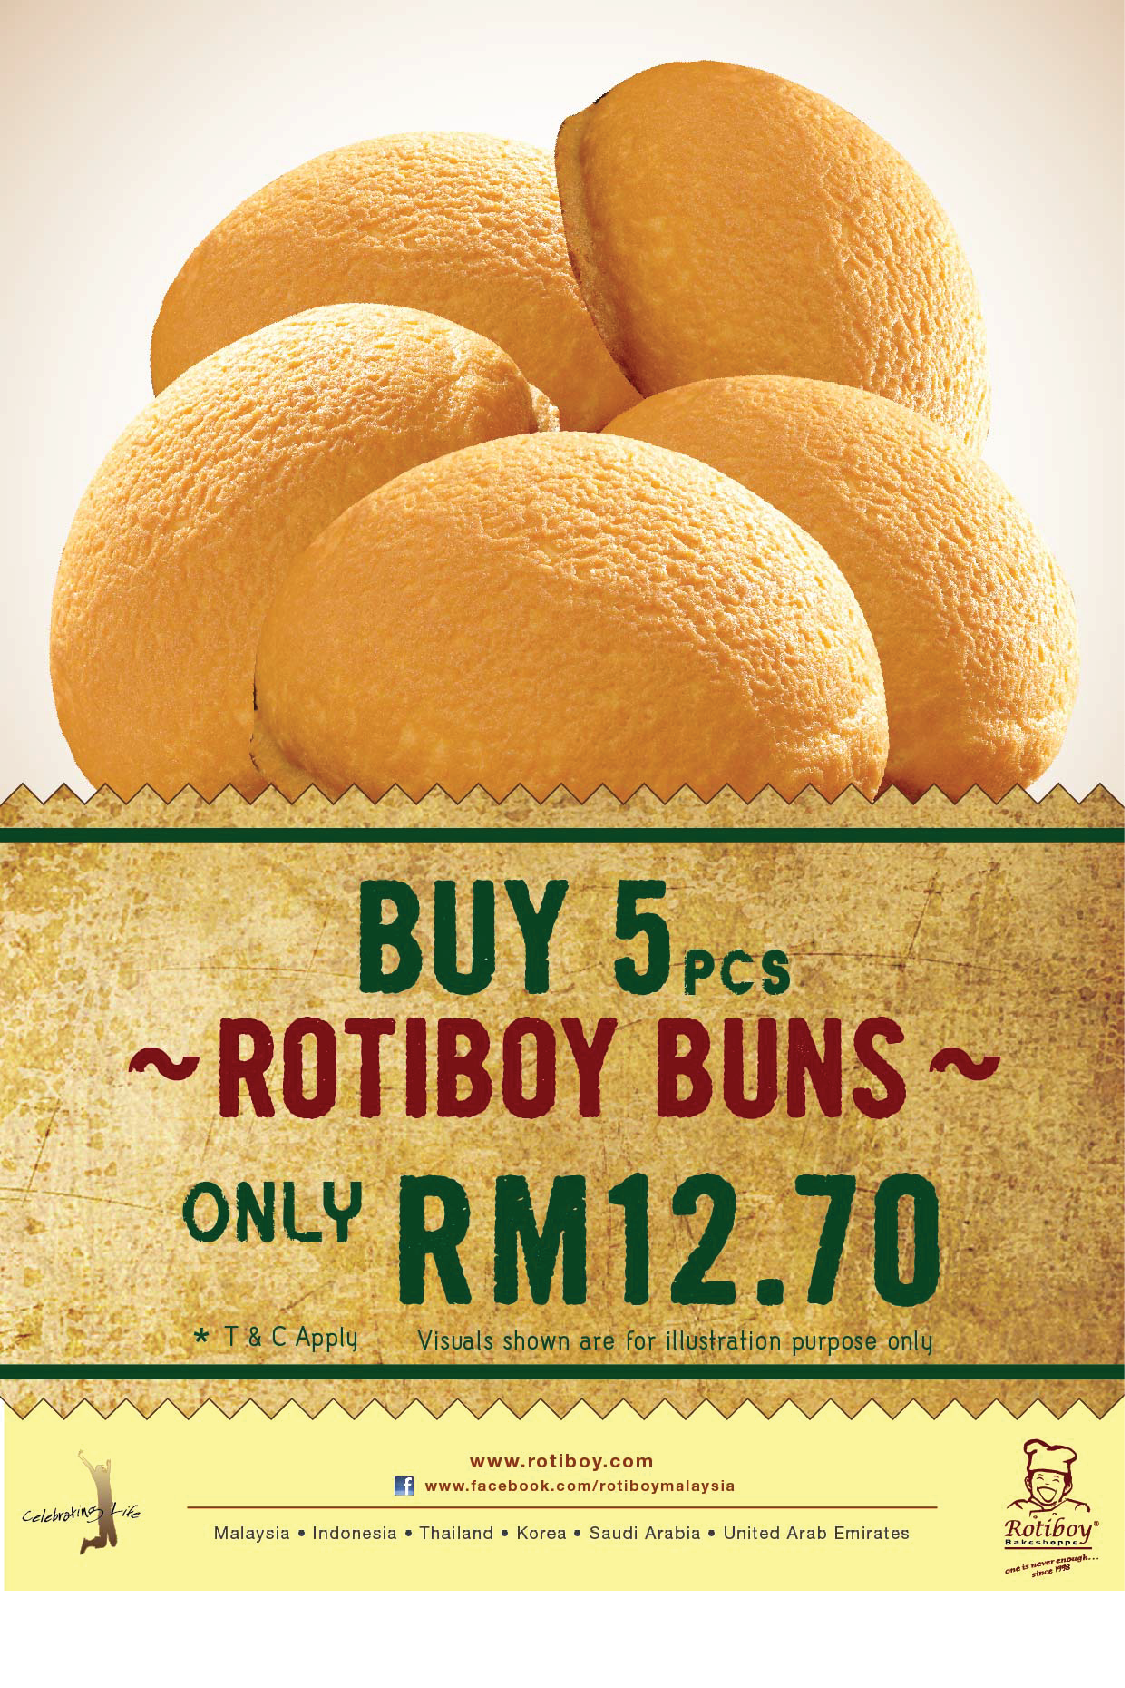 BUY 5 PCS
~ ROTIBOY BUNS ~
ONLY RM12.70
* T & C Apply Visuals shown are for illustration purpose only
www.rotiboy.com
f www.facebook.com/rotiboymalaysia
Celebrating Life
Malaysia • Indonesia • Thailand • Korea • Saudi Arabia • United Arab Emirates
Rotiboy®
Bakeshoppe
one is never enough...
since 1998